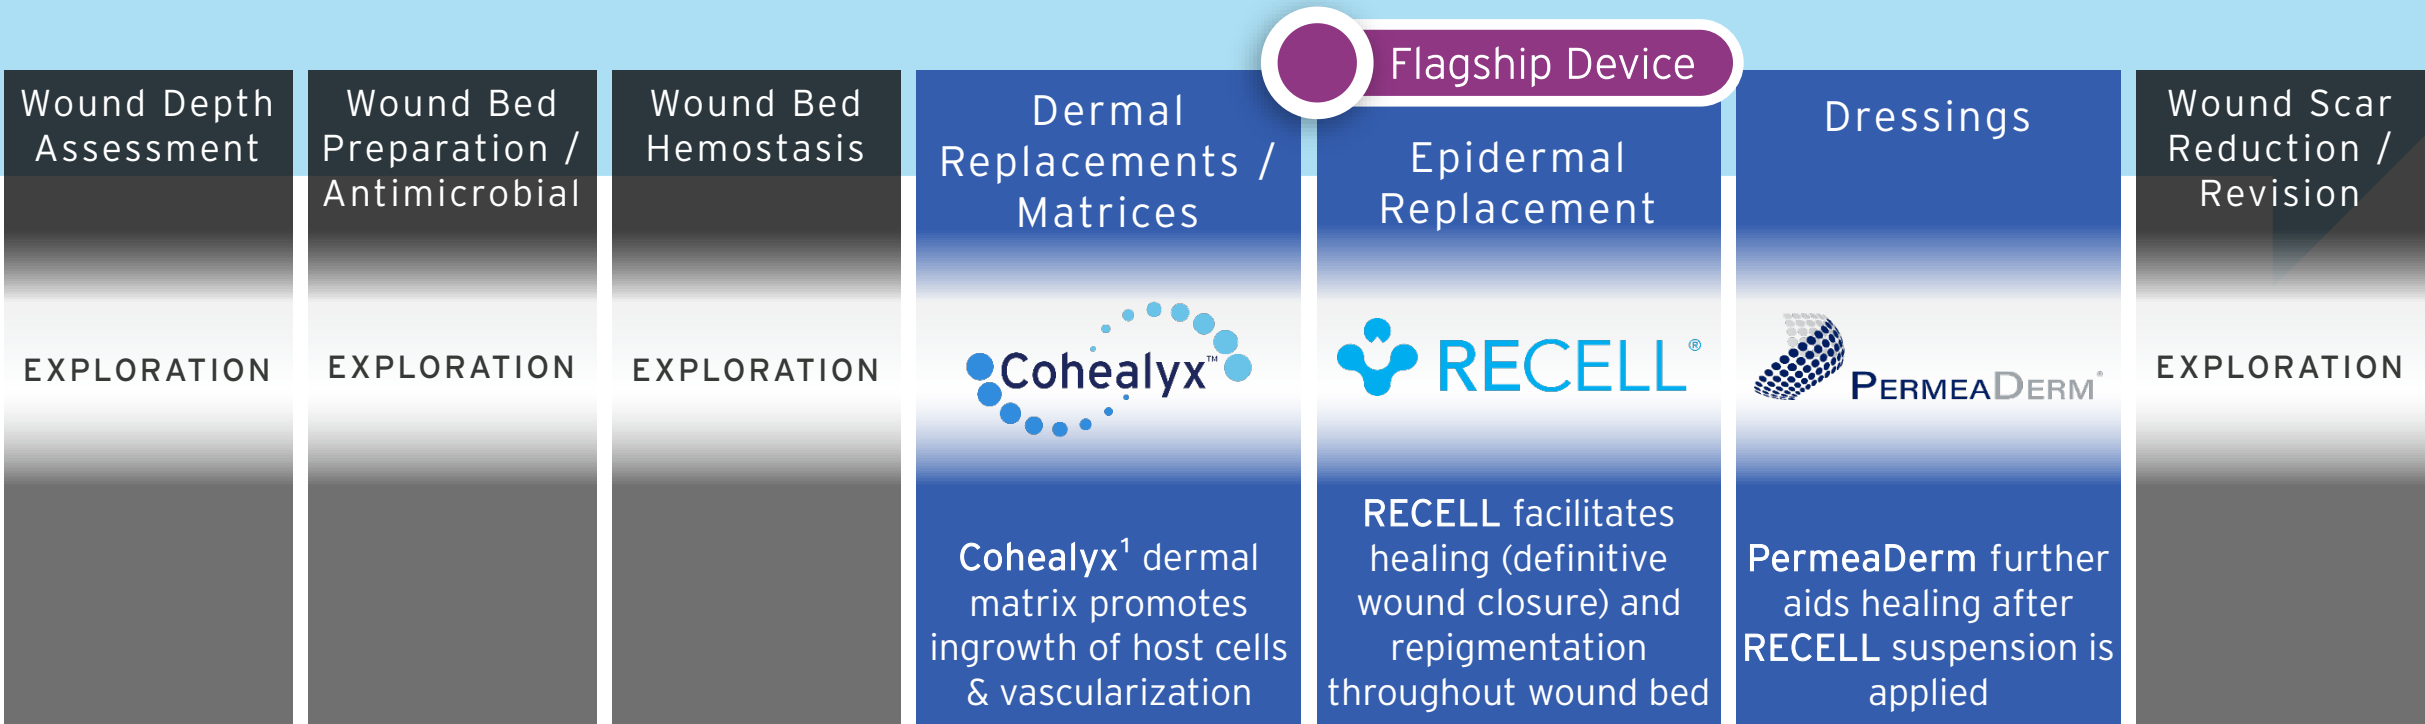 Flagship Device
Wound Depth
Assessment
EXPLORATION
Wound Bed
Preparation /
Antimicrobial
EXPLORATION
Wound Bed
Hemostasis
EXPLORATION
Dermal
Replacements /
Matrices
Cohealyx™
Cohealyx¹ dermal
matrix promotes
ingrowth of host cells
& vascularization
Epidermal
Replacement
RECELL®
RECELL facilitates
healing (definitive
wound closure) and
repigmentation
throughout wound bed
Dressings
PERMEADERM®
PermeaDerm further
aids healing after
RECELL suspension is
applied
Wound Scar
Reduction /
Revision
EXPLORATION